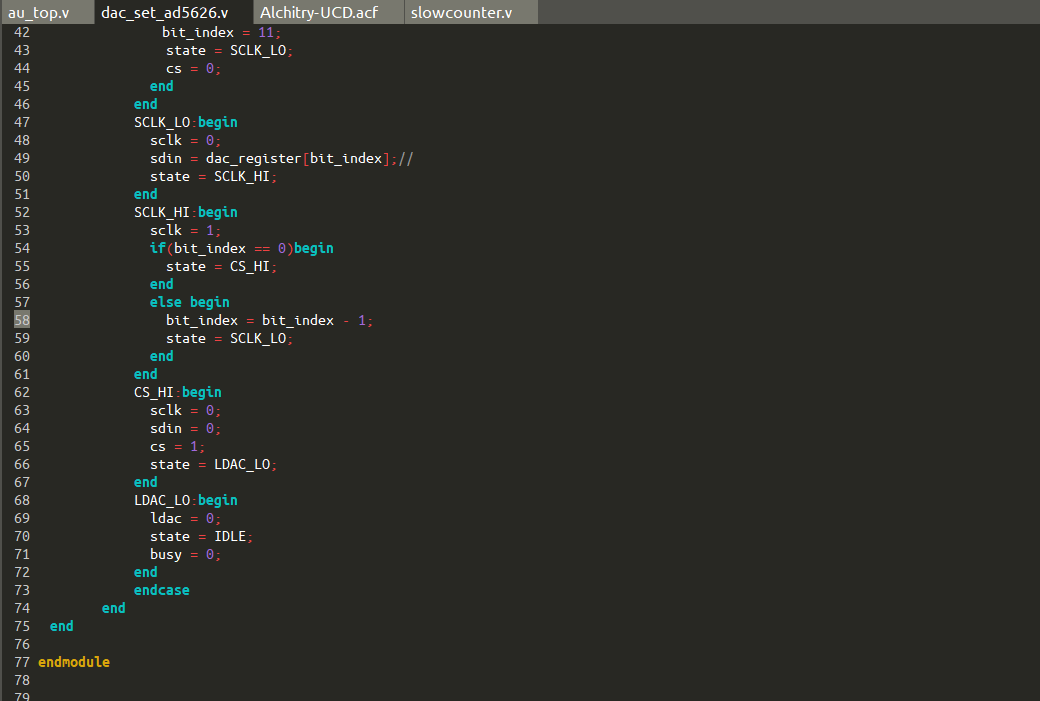 au_top.v dac_set_ad5626.v Alchitry-UCD.acf slowcounter.v
42 bit_index = 11;
43 state = SCLK_LO;
44 cs = 0;
45 end
46 end
47 SCLK_LO:begin
48 sclk = 0;
49 sdin = dac_register[bit_index];//
50 state = SCLK_HI;
51 end
52 SCLK_HI:begin
53 sclk = 1;
54 if(bit_index == 0)begin
55 state = CS_HI;
56 end
57 else begin
58 bit_index = bit_index - 1;
59 state = SCLK_LO;
60 end
61 end
62 CS_HI:begin
63 sclk = 0;
64 sdin = 0;
65 cs = 1;
66 state = LDAC_LO;
67 end
68 LDAC_LO:begin
69 ldac = 0;
70 state = IDLE;
71 busy = 0;
72 end
73 endcase
74 end
75 end
76
77 endmodule
78
79